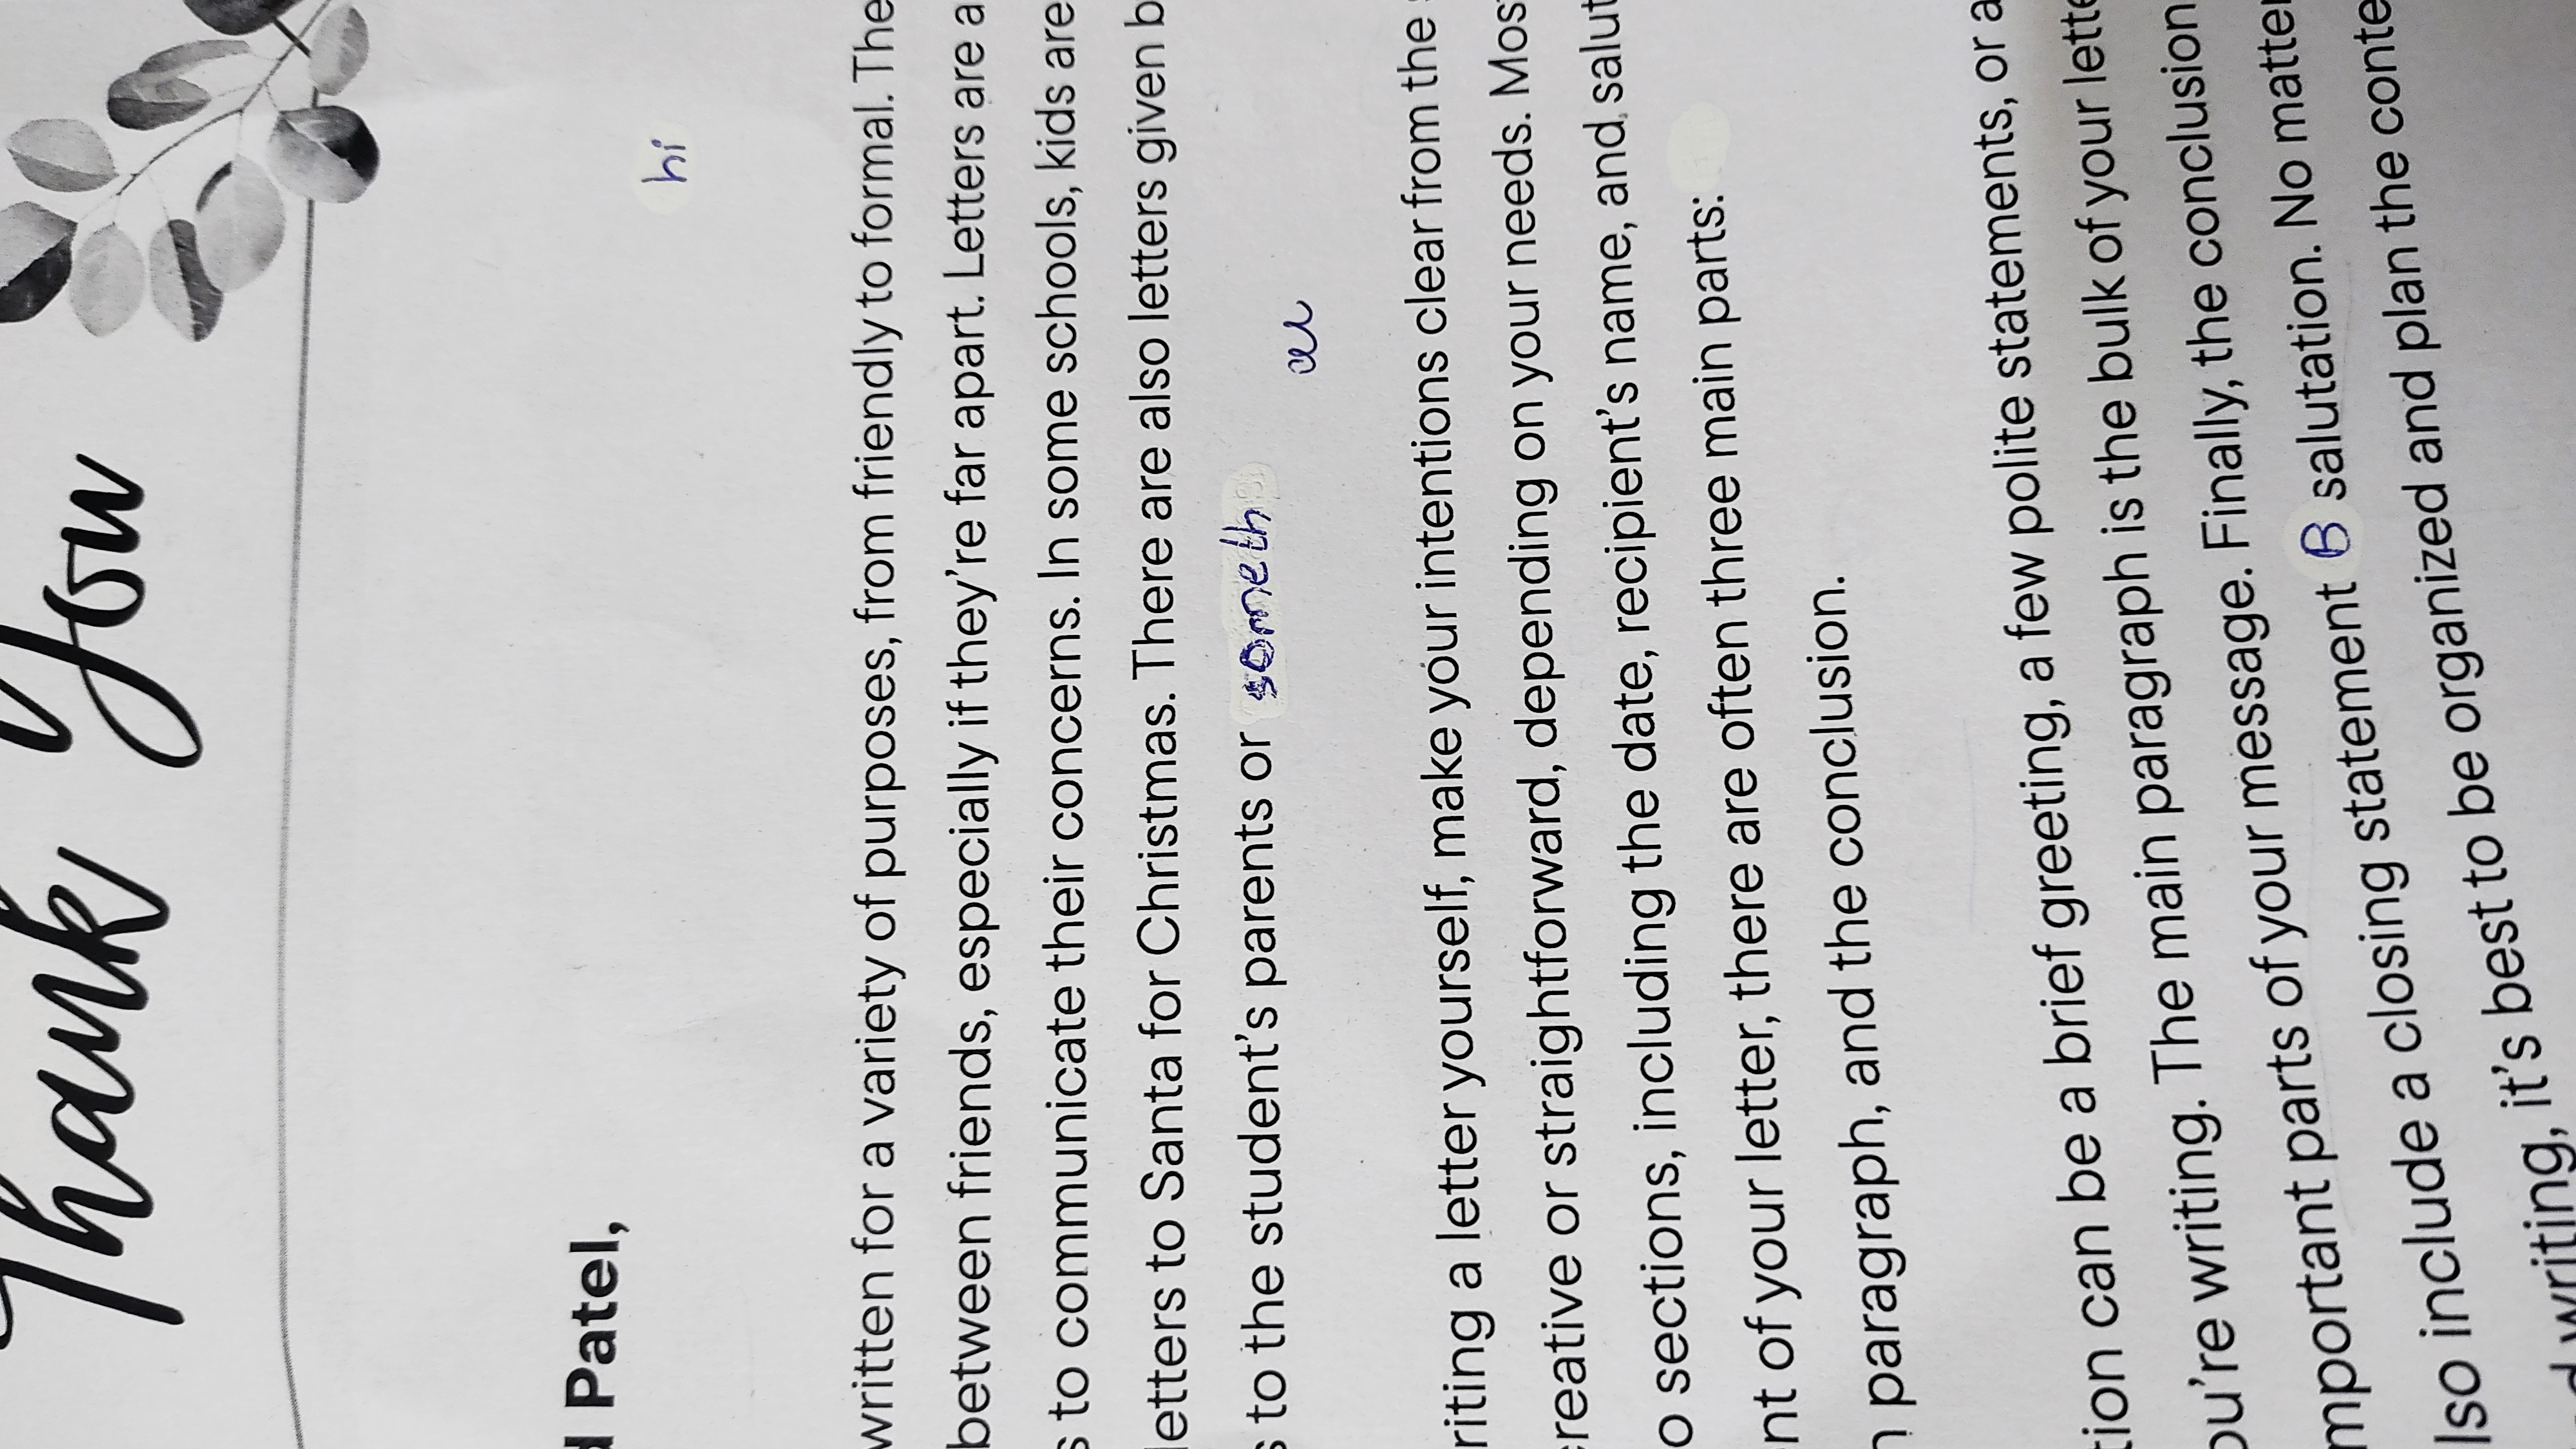 Thank You
d Patel,
hi
written for a variety of purposes, from friendly to formal. The
between friends, especially if they're far apart. Letters are a
s to communicate their concerns. In some schools, kids are
letters to Santa for Christmas. There are also letters given b
s to the student's parents or someth
riting a letter yourself, make your intentions clear from the
creative or straightforward, depending on your needs. Most
o sections, including the date, recipient's name, and salut
nt of your letter, there are often three main parts:
n paragraph, and the conclusion.
tion can be a brief greeting, a few polite statements, or a
ou're writing. The main paragraph is the bulk of your lette
mportant parts of your message. Finally, the conclusion
lso include a closing statement B salutation. No matter
d writing, it's best to be organized and plan the conte